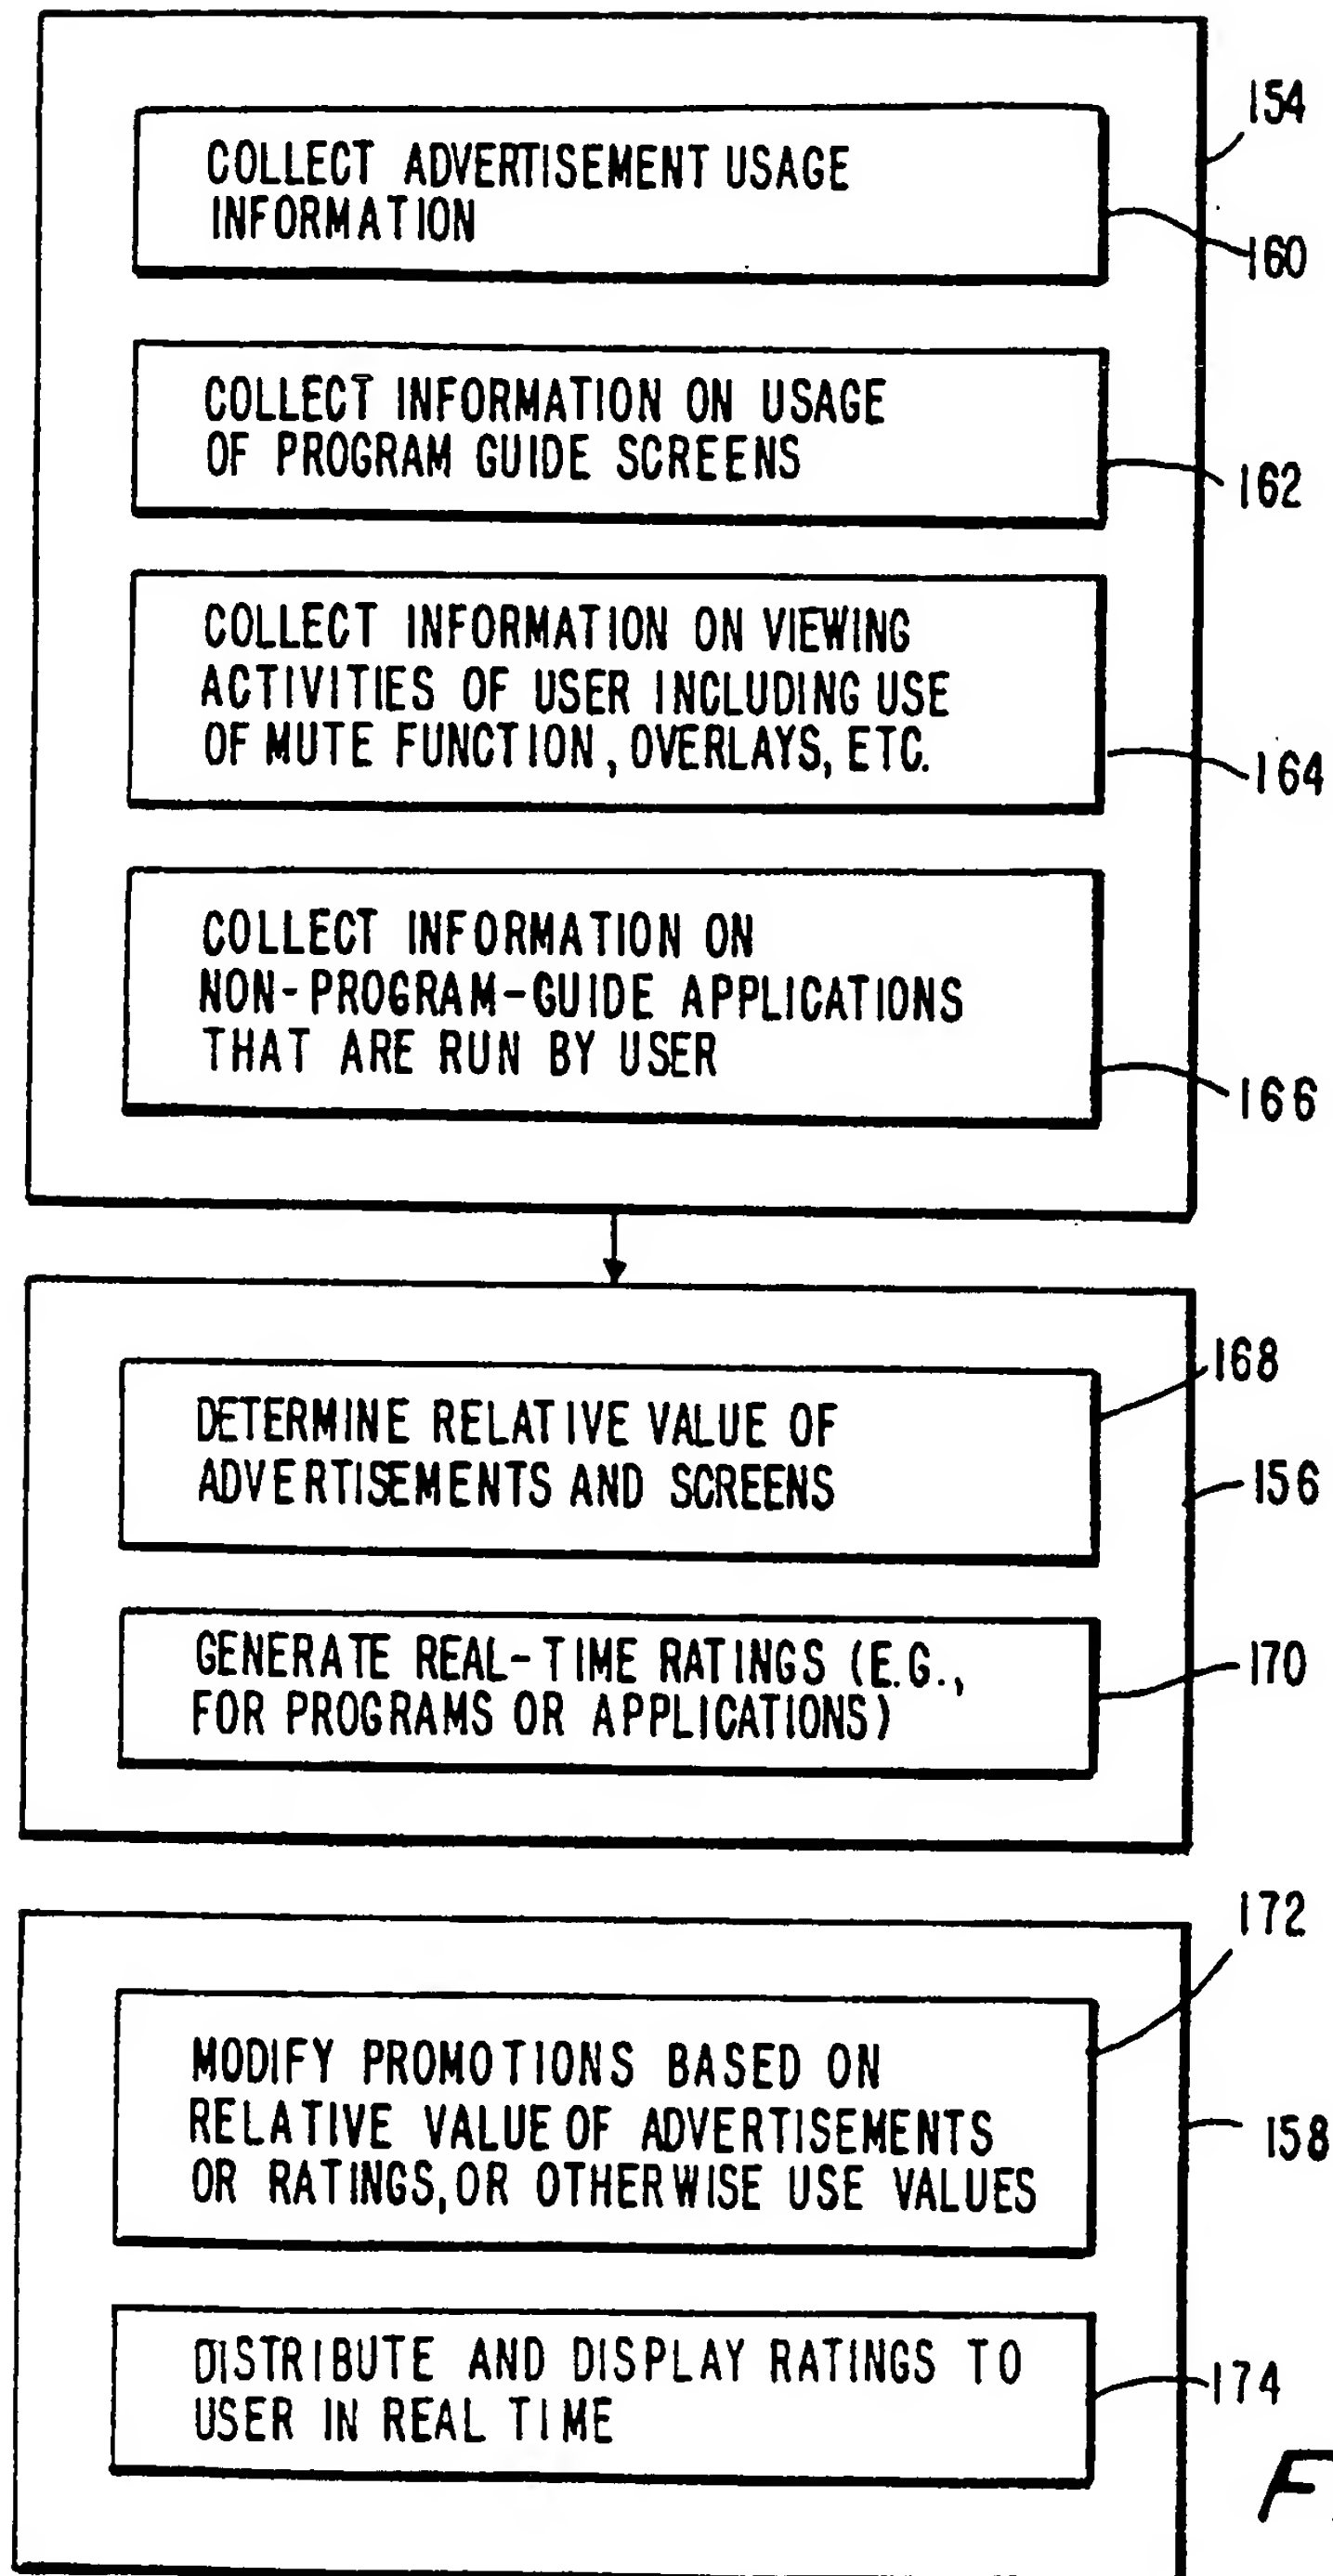 154
COLLECT ADVERTISEMENT USAGE
INFORMATION
160
COLLECT INFORMATION ON USAGE
OF PROGRAM GUIDE SCREENS
162
COLLECT INFORMATION ON VIEWING
ACTIVITIES OF USER INCLUDING USE
OF MUTE FUNCTION, OVERLAYS, ETC.
164
COLLECT INFORMATION ON
NON-PROGRAM-GUIDE APPLICATIONS
THAT ARE RUN BY USER
166
168
DETERMINE RELATIVE VALUE OF
ADVERTISEMENTS AND SCREENS
156
GENERATE REAL-TIME RATINGS (E.G.,
FOR PROGRAMS OR APPLICATIONS)
170
172
MODIFY PROMOTIONS BASED ON
RELATIVE VALUE OF ADVERTISEMENTS
OR RATINGS, OR OTHERWISE USE VALUES
158
DISTRIBUTE AND DISPLAY RATINGS TO
USER IN REAL TIME
174